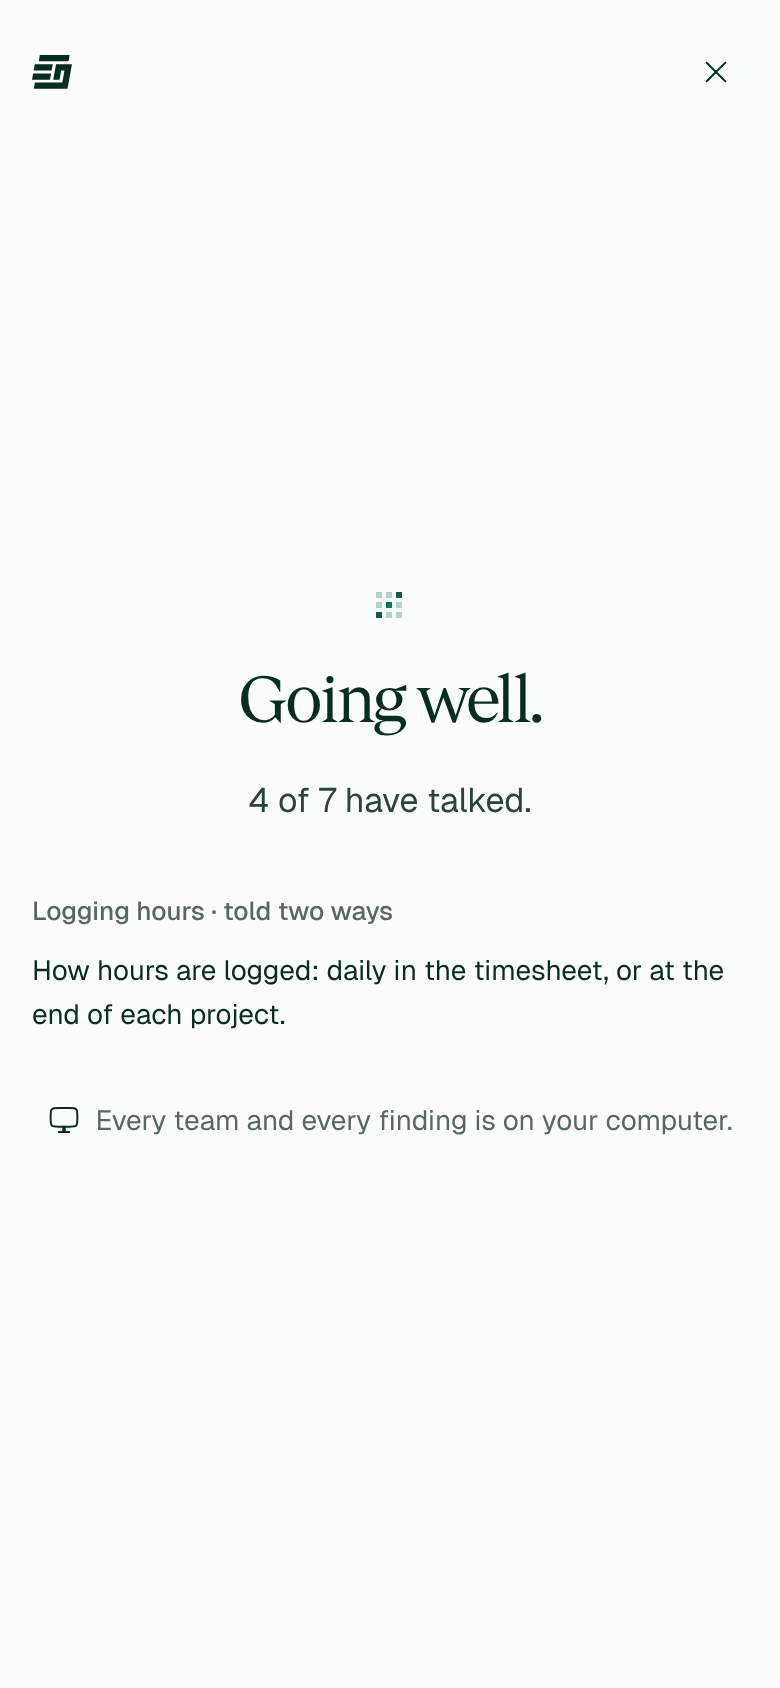 Going well.
4 of 7 have talked.
Logging hours · told two ways
How hours are logged: daily in the timesheet, or at the
end of each project.
Every team and every finding is on your computer.